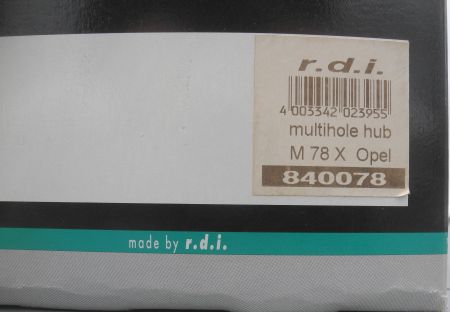 r.d.i.
4 003342 023955
multihole hub
M 78 X Opel
840078
made by r.d.i.